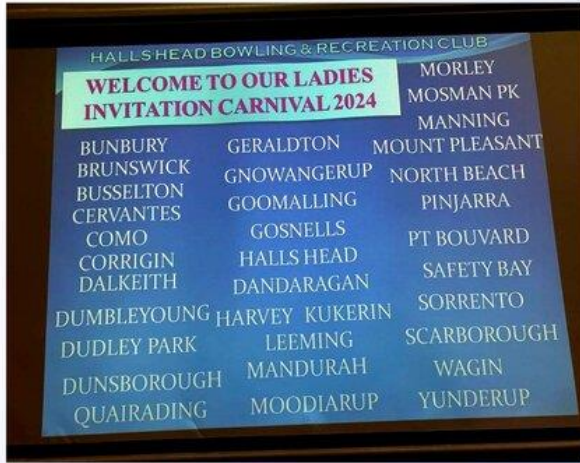 HALLS HEAD BOWLING & RECREATION CLUB
WELCOME TO OUR LADIES
INVITATION CARNIVAL 2024
BUNBURY
BRUNSWICK
BUSSELTON
CERVANTES
COMO
CORRIGIN
DALKEITH
DUMBLEYOUNG
DUDLEY PARK
DUNSBOROUGH
QUAIRADING
GERALDTON
GNOWANGERUP
GOOMALLING
GOSNELLS
HALLS HEAD
DANDARAGAN
HARVEY KUKERIN
LEEMING
MANDURAH
MOODIARUP
MORLEY
MOSMAN PK
MANNING
MOUNT PLEASANT
NORTH BEACH
PINJARRA
PT BOUVARD
SAFETY BAY
SORRENTO
SCARBOROUGH
WAGIN
YUNDERUP